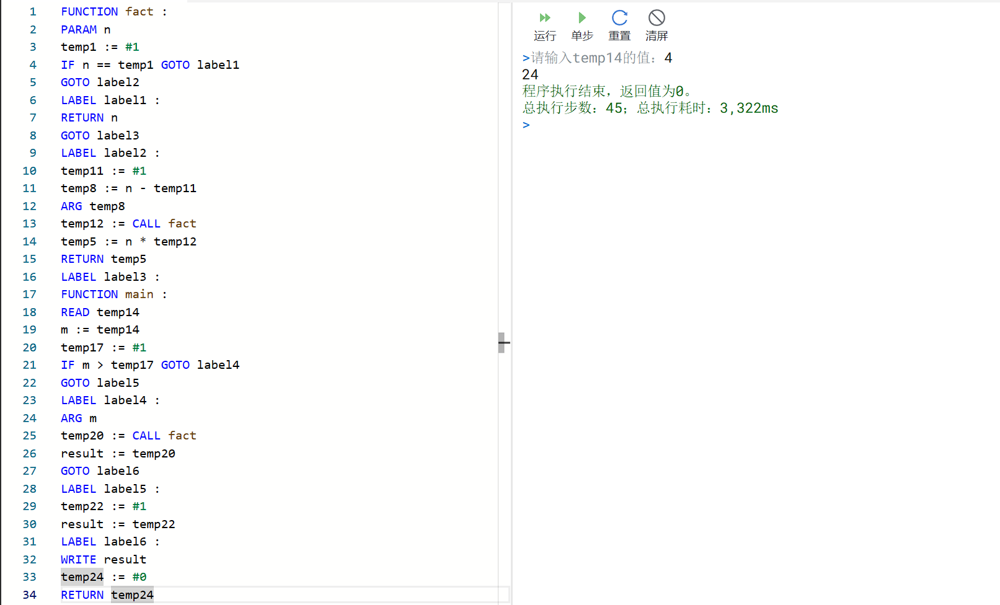 1 FUNCTION fact :
2 PARAM n
3 temp1 := #1
4 IF n == temp1 GOTO label1
5 GOTO label2
6 LABEL label1 :
7 RETURN n
8 GOTO label3
9 LABEL label2 :
10 temp11 := #1
11 temp8 := n - temp11
12 ARG temp8
13 temp12 := CALL fact
14 temp5 := n * temp12
15 RETURN temp5
16 LABEL label3 :
17 FUNCTION main :
18 READ temp14
19 m := temp14
20 temp17 := #1
21 IF m > temp17 GOTO label4
22 GOTO label5
23 LABEL label4 :
24 ARG m
25 temp20 := CALL fact
26 result := temp20
27 GOTO label6
28 LABEL label5 :
29 temp22 := #1
30 result := temp22
31 LABEL label6 :
32 WRITE result
33 temp24 := #0
34 RETURN temp24
运行 单步 重置 清屏
>请输入temp14的值：4
24
程序执行结束，返回值为0。
总执行步数：45；总执行耗时：3,322ms
>